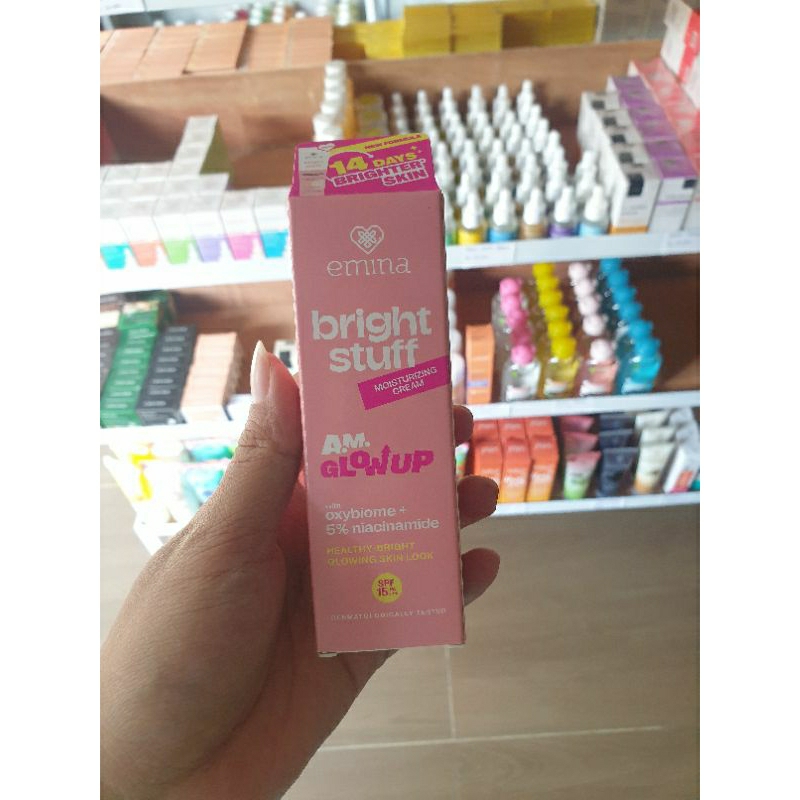 NEW FORMULA
14 DAYS
BRIGHTER
SKIN
emina
bright
stuff
MOISTURIZING
CREAM
A.M.
GLOW UP
with
oxybiome +
5% niacinamide
HEALTHY-BRIGHT
GLOWING SKIN LOOK
SPF
15
DERMATOLOGICALLY TESTED